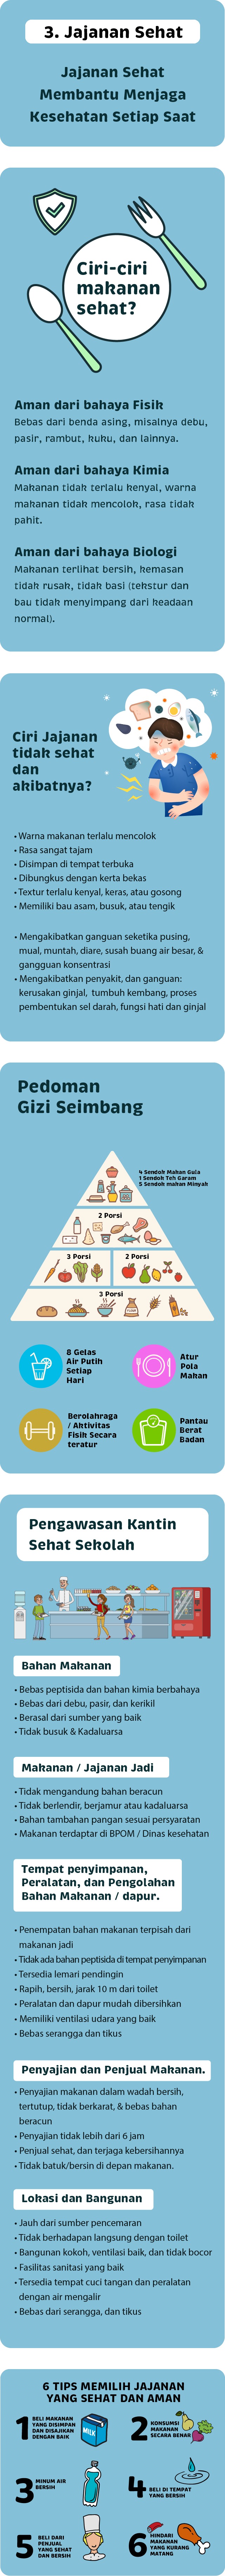 3. Jajanan Sehat
Jajanan Sehat
Membantu Menjaga
Kesehatan Setiap Saat
Ciri-ciri
makanan
sehat?
Aman dari bahaya Fisik
Bebas dari benda asing, misalnya debu,
pasir, rambut, kuku, dan lainnya.
Aman dari bahaya Kimia
Makanan tidak terlalu kenyal, warna
makanan tidak mencolok, rasa tidak
pahit.
Aman dari bahaya Biologi
Makanan terlihat bersih, kemasan
tidak rusak, tidak basi (tekstur dan
bau tidak menyimpang dari keadaan
normal).
Ciri Jajanan
tidak sehat
dan
akibatnya?
• Warna makanan terlalu mencolok
• Rasa sangat tajam
• Disimpan di tempat terbuka
• Dibungkus dengan kerta bekas
• Textur terlalu kenyal, keras, atau gosong
• Memiliki bau asam, busuk, atau tengik
• Mengakibatkan ganguan seketika pusing,
mual, muntah, diare, susah buang air besar, &
gangguan konsentrasi
• Mengakibatkan penyakit, dan ganguan:
kerusakan ginjal, tumbuh kembang, proses
pembentukan sel darah, fungsi hati dan ginjal
Pedoman
Gizi Seimbang
4 Sendok Makan Gula
1 Sendok Teh Garam
5 Sendok makan Minyak
2 Porsi
3 Porsi
2 Porsi
3 Porsi
8 Gelas
Air Putih
Setiap
Hari
Atur
Pola
Makan
Berolahraga
/ Aktivitas
Fisik Secara
teratur
Pantau
Berat
Badan
Pengawasan Kantin
Sehat Sekolah
Bahan Makanan
• Bebas peptisida dan bahan kimia berbahaya
• Bebas dari debu, pasir, dan kerikil
• Berasal dari sumber yang baik
• Tidak busuk & Kadaluarsa
Makanan / Jajanan Jadi
• Tidak mengandung bahan beracun
• Tidak berlendir, berjamur atau kadaluarsa
• Bahan tambahan pangan sesuai persyaratan
• Makanan terdaptar di BPOM / Dinas kesehatan
Tempat penyimpanan,
Peralatan, dan Pengolahan
Bahan Makanan / dapur.
• Penempatan bahan makanan terpisah dari
makanan jadi
• Tidak ada bahan peptisida di tempat penyimpanan
• Tersedia lemari pendingin
• Rapih, bersih, jarak 10 m dari toilet
• Peralatan dan dapur mudah dibersihkan
• Memiliki ventilasi udara yang baik
• Bebas serangga dan tikus
Penyajian dan Penjual Makanan.
• Penyajian makanan dalam wadah bersih,
tertutup, tidak berkarat, & bebas bahan
beracun
• Penyajian tidak lebih dari 6 jam
• Penjual sehat, dan terjaga kebersihannya
• Tidak batuk/bersin di depan makanan.
Lokasi dan Bangunan
• Jauh dari sumber pencemaran
• Tidak berhadapan langsung dengan toilet
• Bangunan kokoh, ventilasi baik, dan tidak bocor
• Fasilitas sanitasi yang baik
• Tersedia tempat cuci tangan dan peralatan
dengan air mengalir
• Bebas dari serangga, dan tikus
6 TIPS MEMILIH JAJANAN
YANG SEHAT DAN AMAN
1 BELI MAKANAN
YANG DISIMPAN
DAN DISAJIKAN
DENGAN BAIK
MILK
2 KONSUMSI
MAKANAN
SECARA BENAR
3 MINUM AIR
BERSIH
4 BELI DI TEMPAT
YANG BERSIH
5 BELI DARI
PENJUAL
YANG SEHAT
DAN BERSIH
6 HINDARI
MAKANAN
YANG KURANG
MATANG